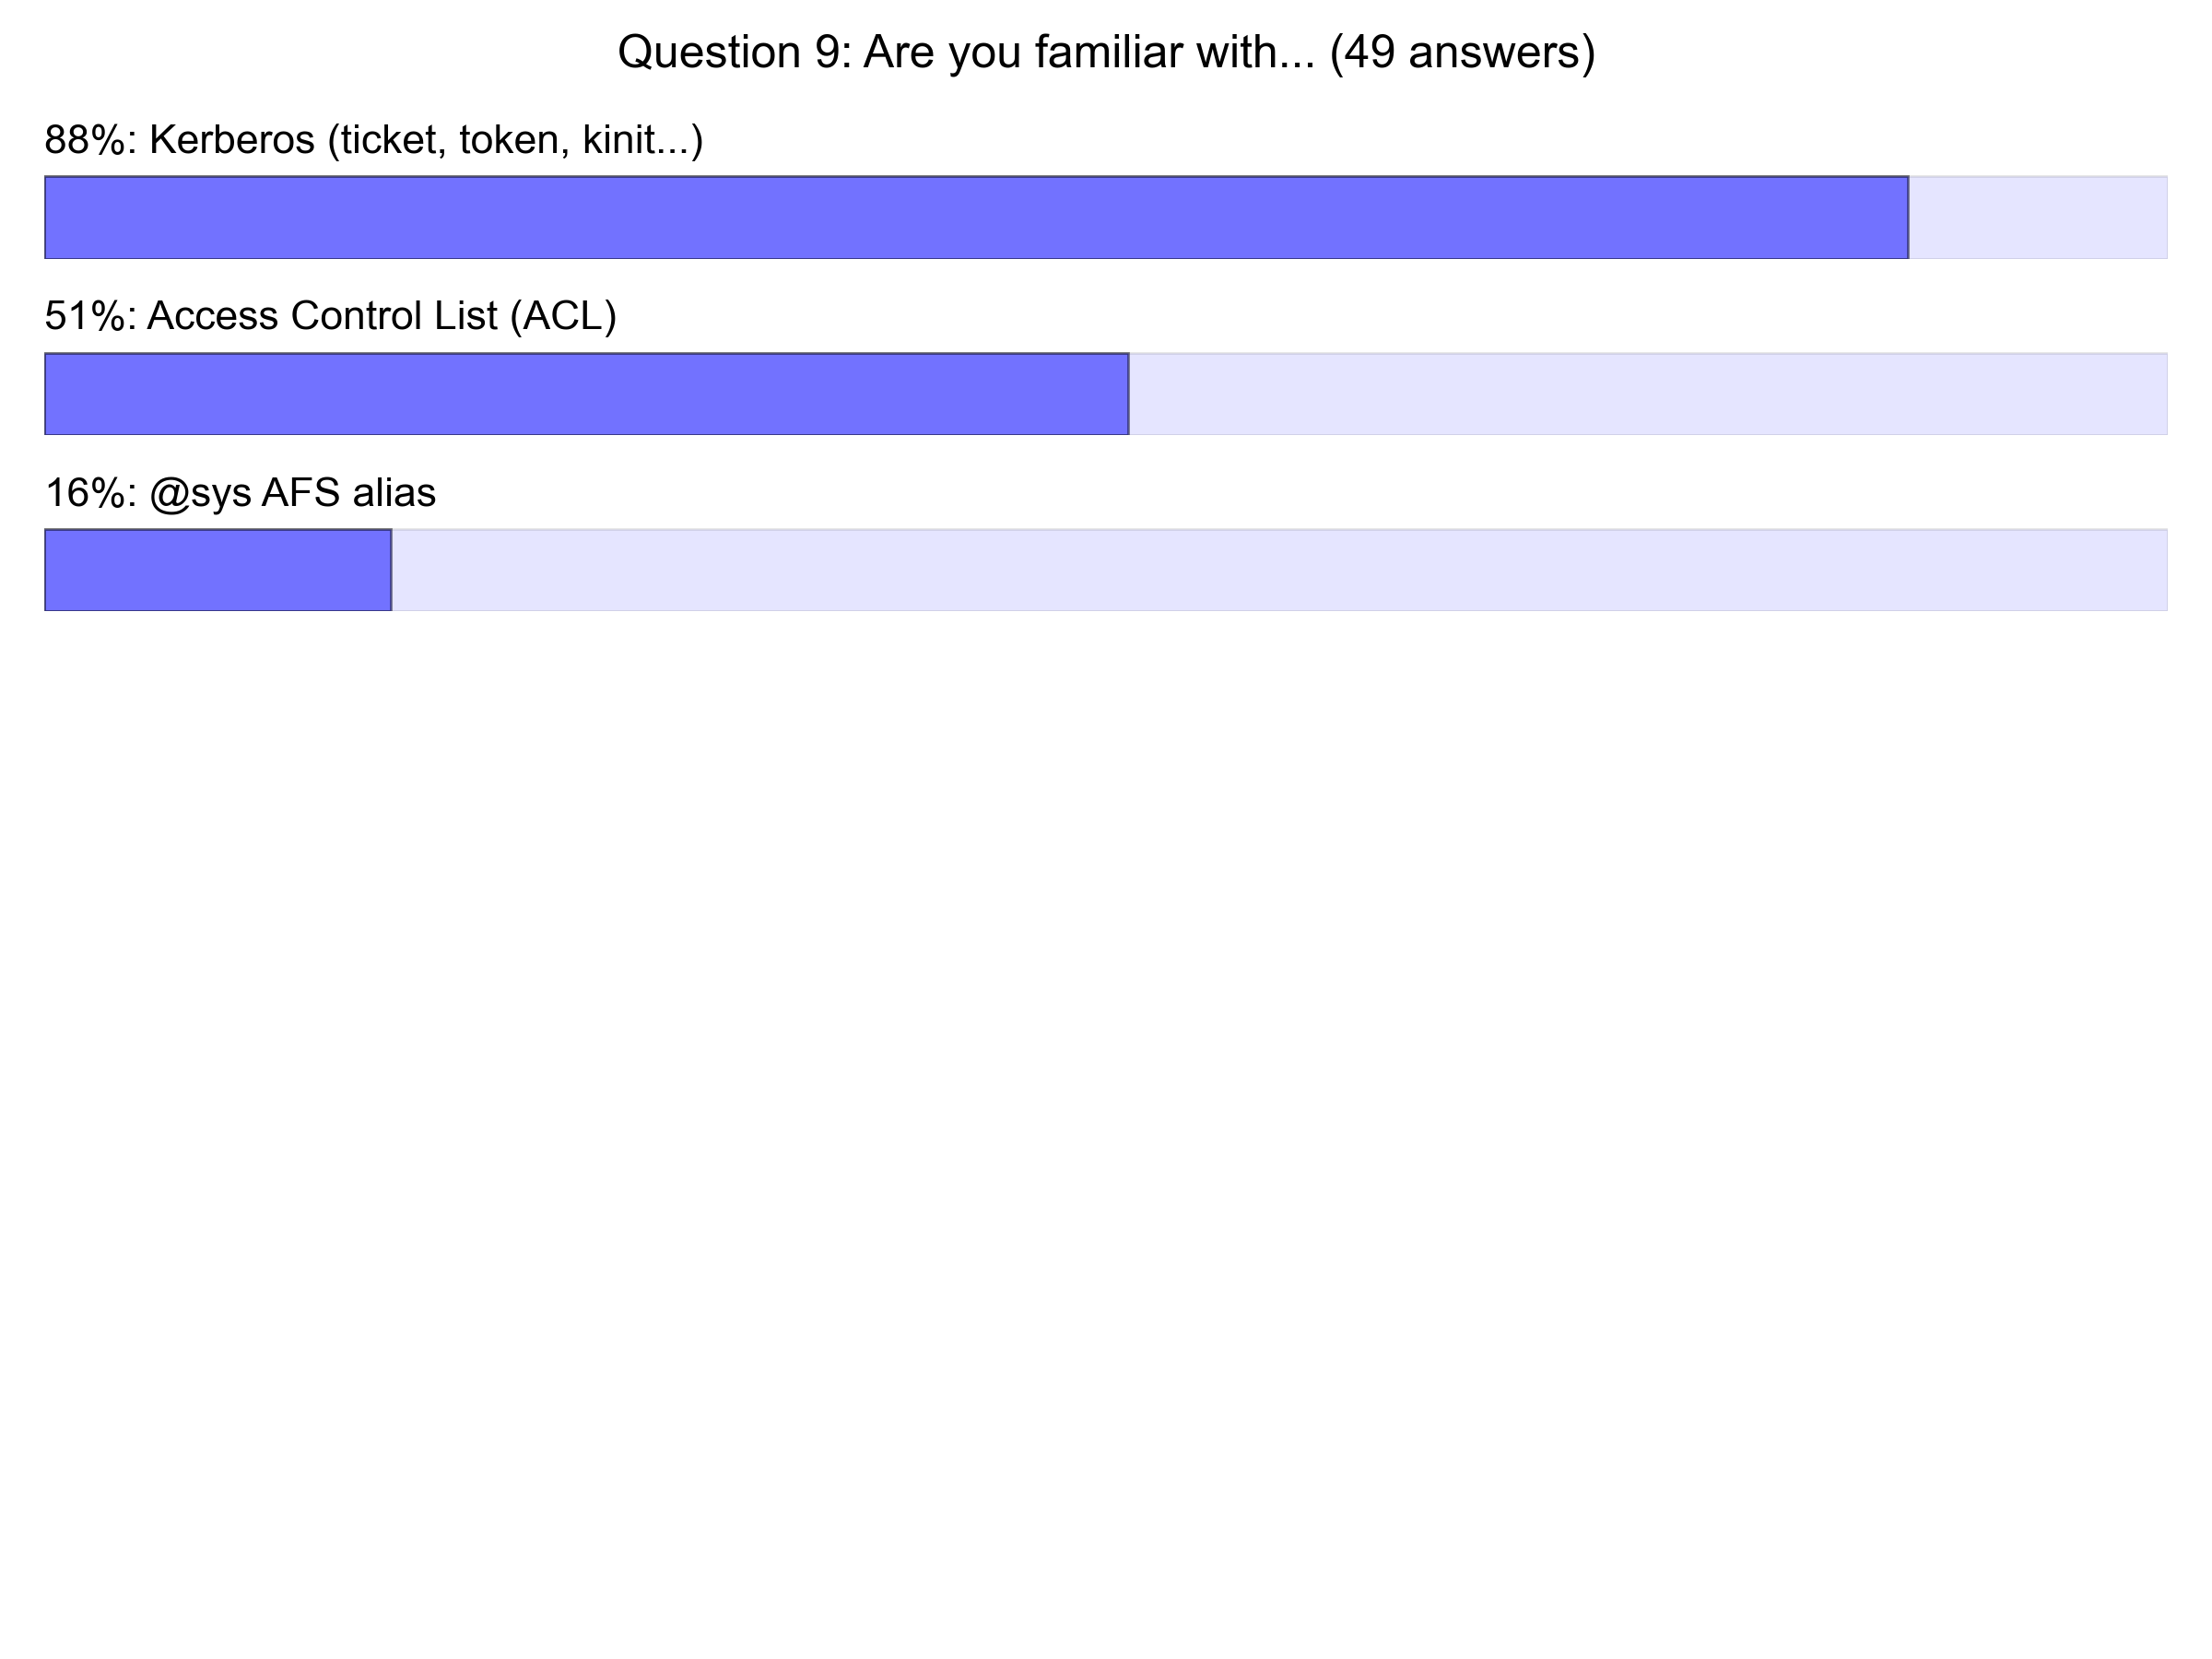 Question 9: Are you familiar with... (49 answers)
88%: Kerberos (ticket, token, kinit...)
51%: Access Control List (ACL)
16%: @sys AFS alias